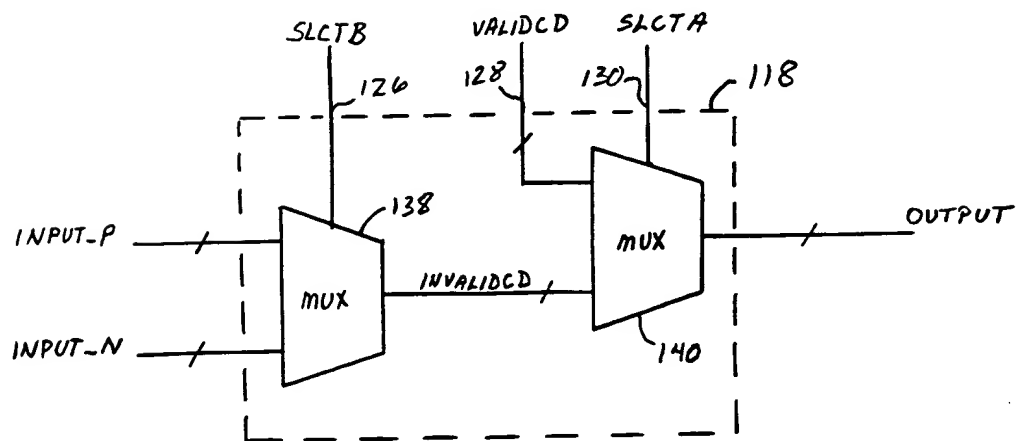 SLCTB
VALIDCD
SLCTA
126
128
130
118
138
INPUT_P
MUX
INVALIDCD
MUX
OUTPUT
INPUT_N
140